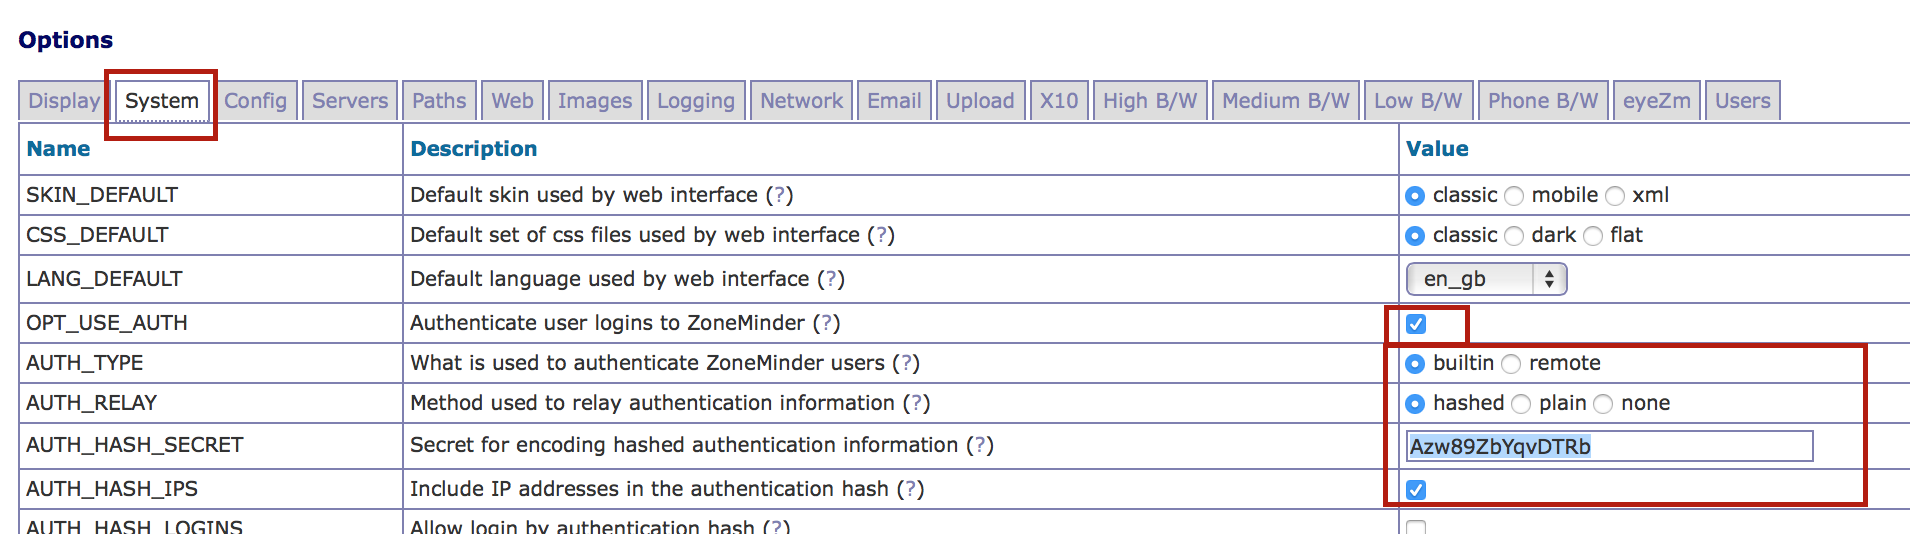 Options
Display System Config Servers Paths Web Images Logging Network Email Upload X10 High B/W Medium B/W Low B/W Phone B/W eyeZm Users
Name Description Value
SKIN_DEFAULT Default skin used by web interface (?) classic mobile xml
CSS_DEFAULT Default set of css files used by web interface (?) classic dark flat
LANG_DEFAULT Default language used by web interface (?) en_gb
OPT_USE_AUTH Authenticate user logins to ZoneMinder (?)
AUTH_TYPE What is used to authenticate ZoneMinder users (?) builtin remote
AUTH_RELAY Method used to relay authentication information (?) hashed plain none
AUTH_HASH_SECRET Secret for encoding hashed authentication information (?) Azw89ZbYqvDTRb
AUTH_HASH_IPS Include IP addresses in the authentication hash (?)
AUTH_HASH_LOGINS Allow login by authentication hash (?)